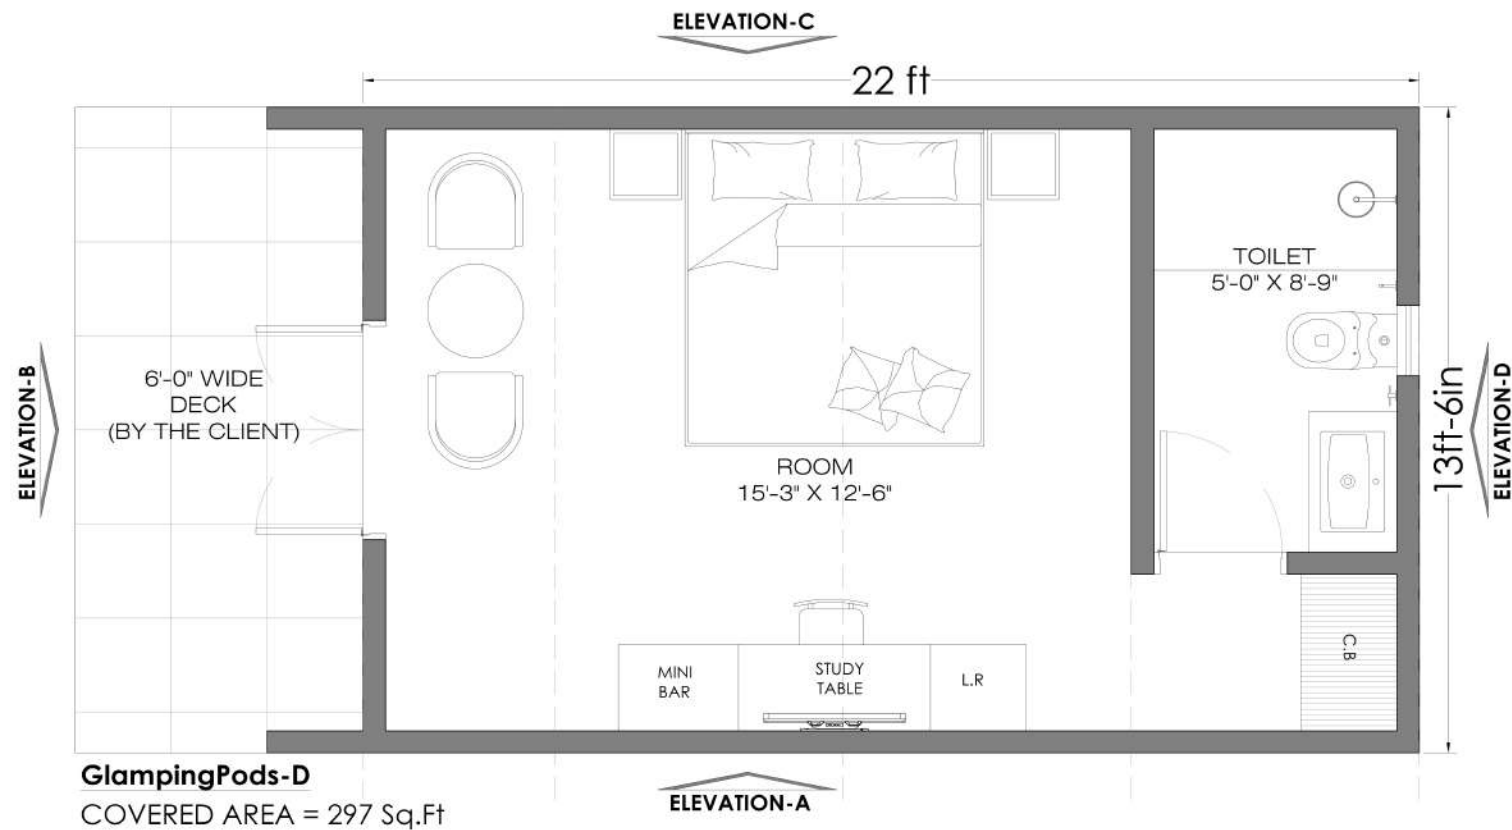 ELEVATION-C
22 ft
TOILET
5'-0" X 8'-9"
ELEVATION-B
6'-0" WIDE
DECK
(BY THE CLIENT)
13ft-6in
ELEVATION-D
ROOM
15'-3" X 12'-6"
MINI
BAR
STUDY
TABLE
L.R
C.B
GlampingPods-D
COVERED AREA = 297 Sq.Ft
ELEVATION-A